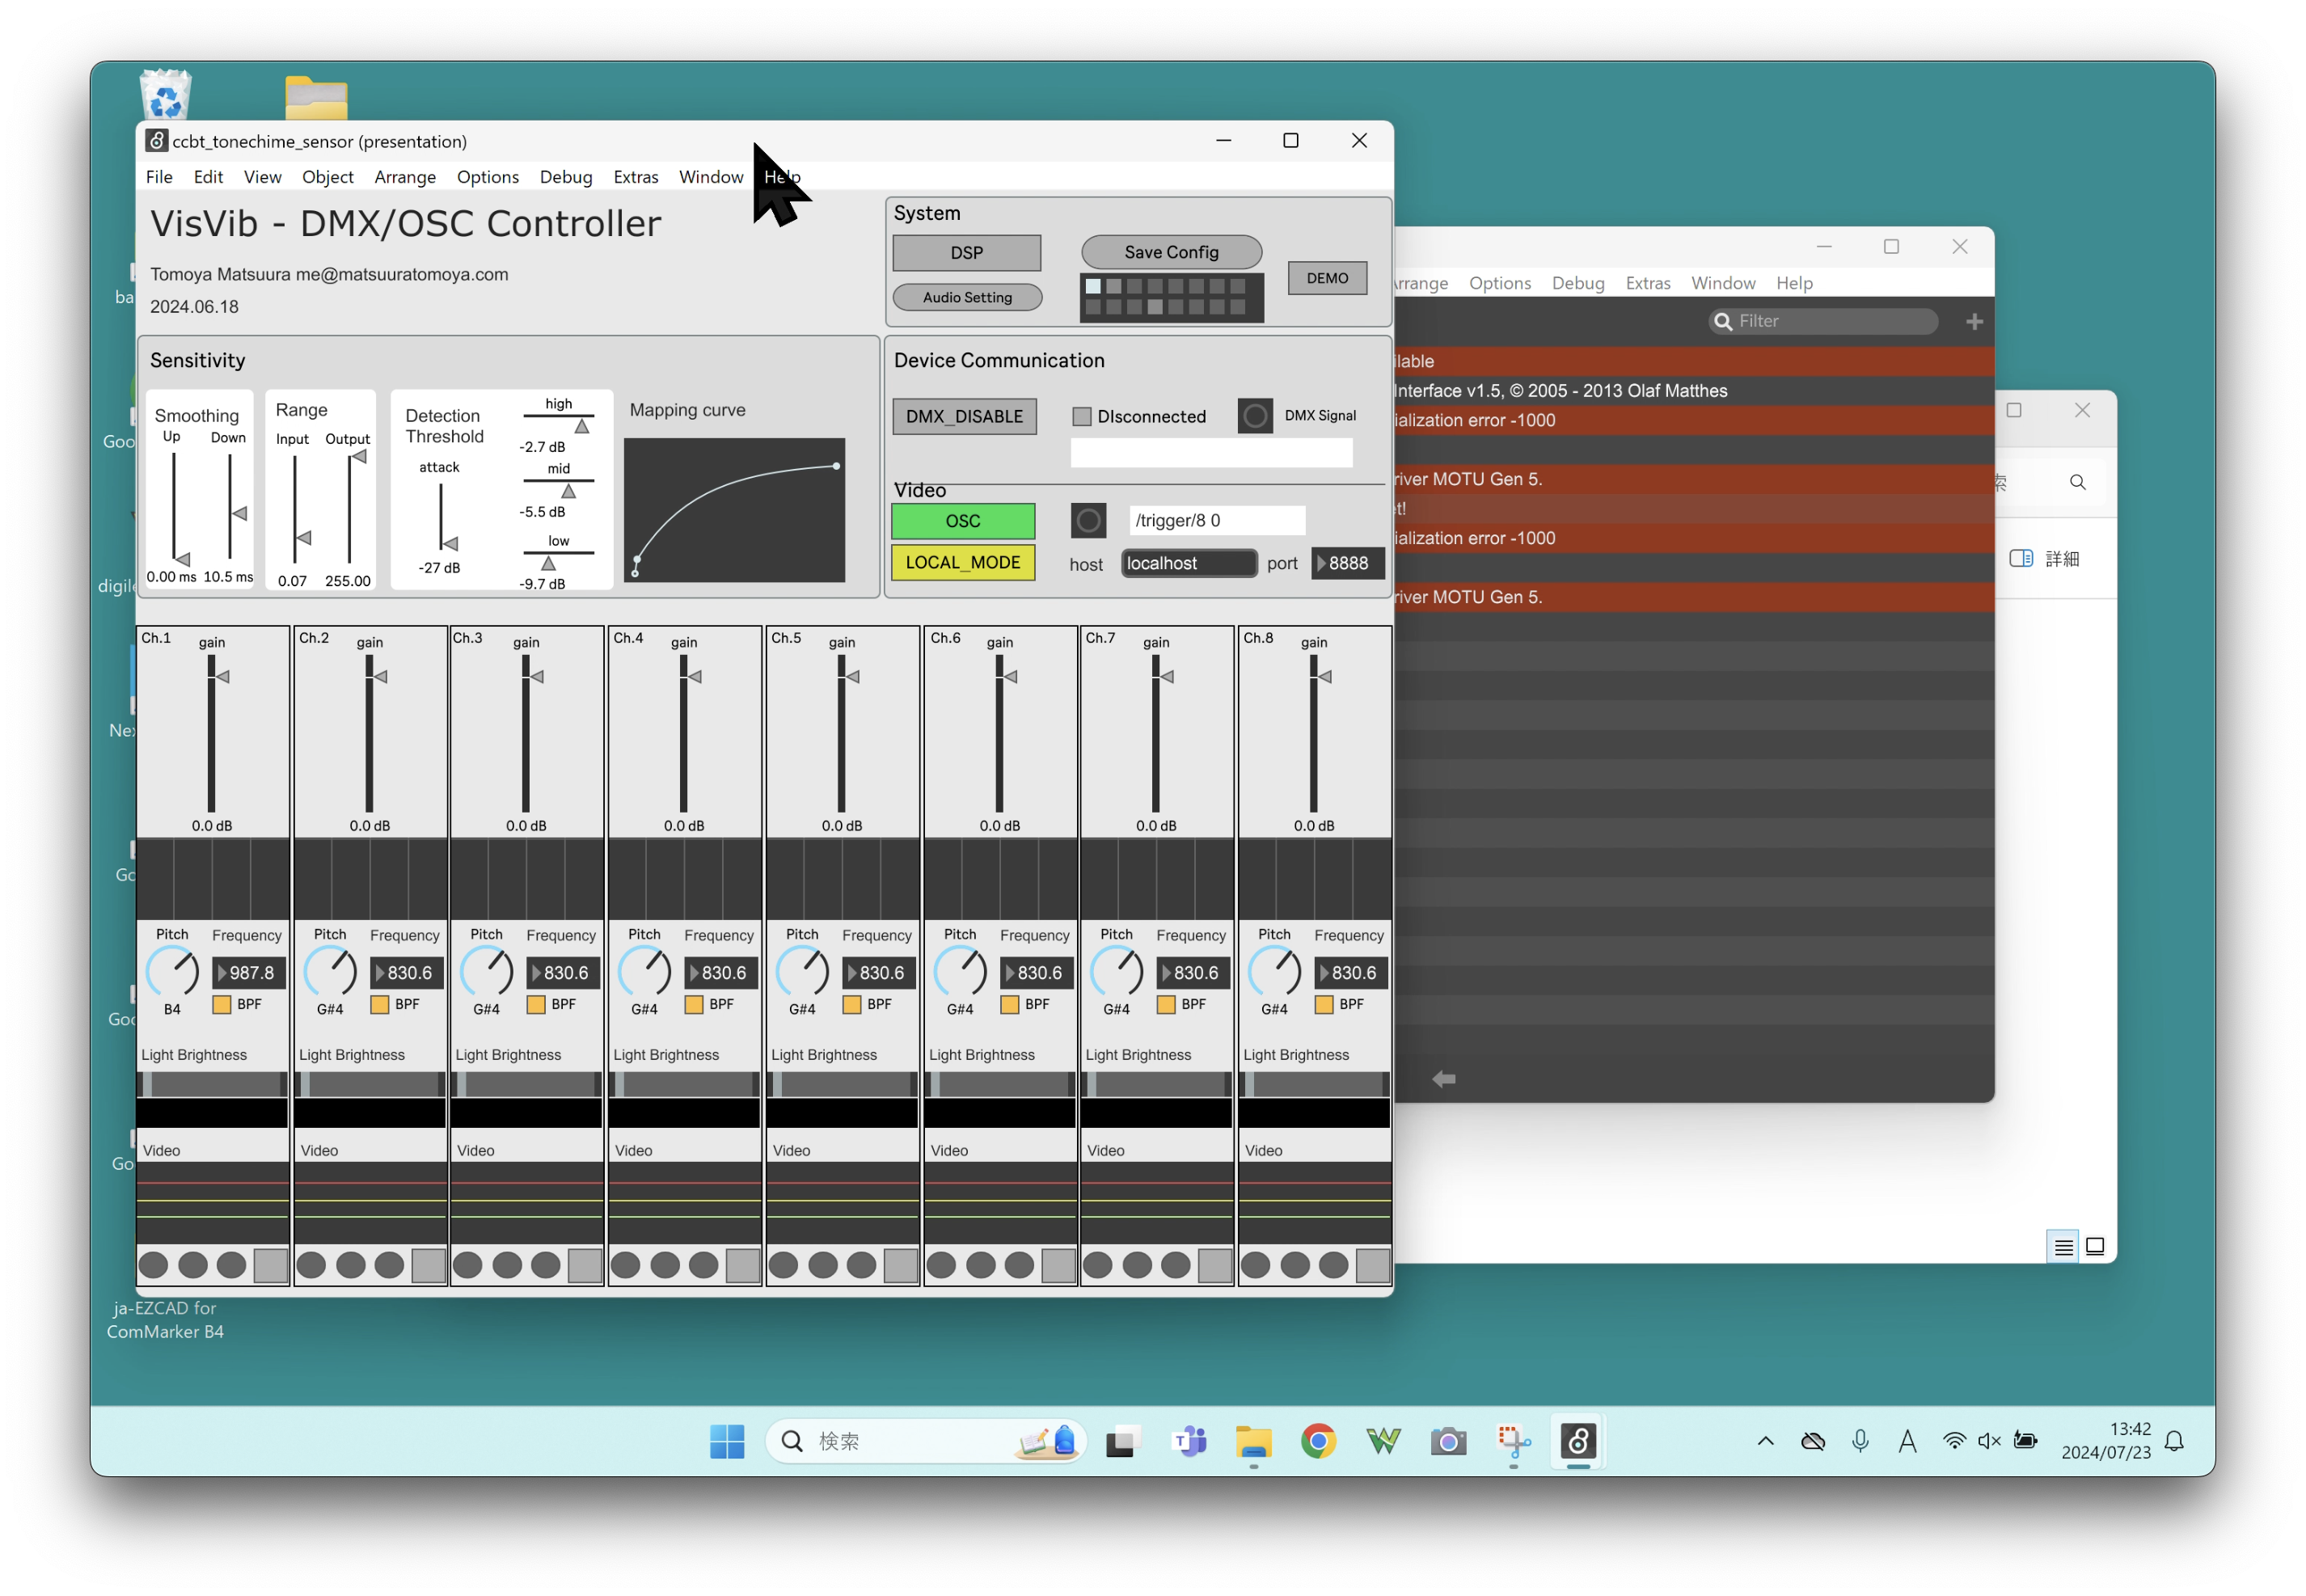 ccbt_tonechime_sensor (presentation)
File Edit View Object Arrange Options Debug Extras Window Help
VisVib - DMX/OSC Controller
Tomoya Matsuura me@matsuuratomoya.com
2024.06.18
System
DSP
Save Config
DEMO
Audio Setting
Sensitivity
Smoothing
Up Down
0.00 ms 10.5 ms
Range
Input Output
0.07 255.00
Detection
Threshold
attack
-27 dB
high
-2.7 dB
mid
-5.5 dB
low
-9.7 dB
Mapping curve
Device Communication
DMX_DISABLE
DIsconnected
DMX Signal
Video
OSC
/trigger/8 0
LOCAL_MODE
host localhost port 8888
Ch.1 gain Ch.2 gain Ch.3 gain Ch.4 gain Ch.5 gain Ch.6 gain Ch.7 gain Ch.8 gain
0.0 dB 0.0 dB 0.0 dB 0.0 dB 0.0 dB 0.0 dB 0.0 dB 0.0 dB
Pitch Frequency Pitch Frequency Pitch Frequency Pitch Frequency Pitch Frequency Pitch Frequency Pitch Frequency Pitch Frequency
987.8 830.6 830.6 830.6 830.6 830.6 830.6 830.6
B4 BPF G#4 BPF G#4 BPF G#4 BPF G#4 BPF G#4 BPF G#4 BPF G#4 BPF
Light Brightness Light Brightness Light Brightness Light Brightness Light Brightness Light Brightness Light Brightness Light Brightness
Video Video Video Video Video Video Video Video
Arrange Options Debug Extras Window Help
Filter
ilable
Interface v1.5, © 2005 - 2013 Olaf Matthes
ialization error -1000
river MOTU Gen 5.
t!
ialization error -1000
river MOTU Gen 5.
索
詳細
ba
Goo
digile
Nex
Go
Goo
Go
ja-EZCAD for
ComMarker B4
検索
A
13:42
2024/07/23